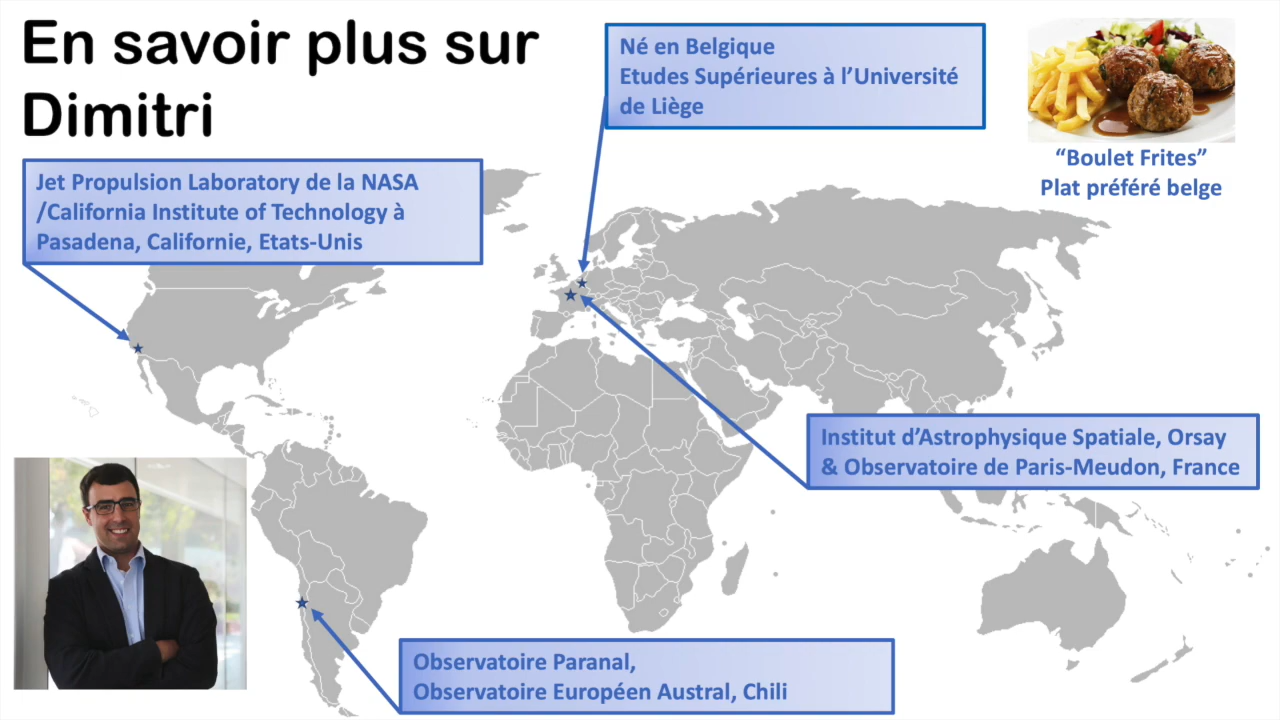 En savoir plus sur
Dimitri
Né en Belgique
Etudes Supérieures à l’Université
de Liège
“Boulet Frites”
Plat préféré belge
Jet Propulsion Laboratory de la NASA
/California Institute of Technology à
Pasadena, Californie, Etats-Unis
Institut d’Astrophysique Spatiale, Orsay
& Observatoire de Paris-Meudon, France
Observatoire Paranal,
Observatoire Européen Austral, Chili